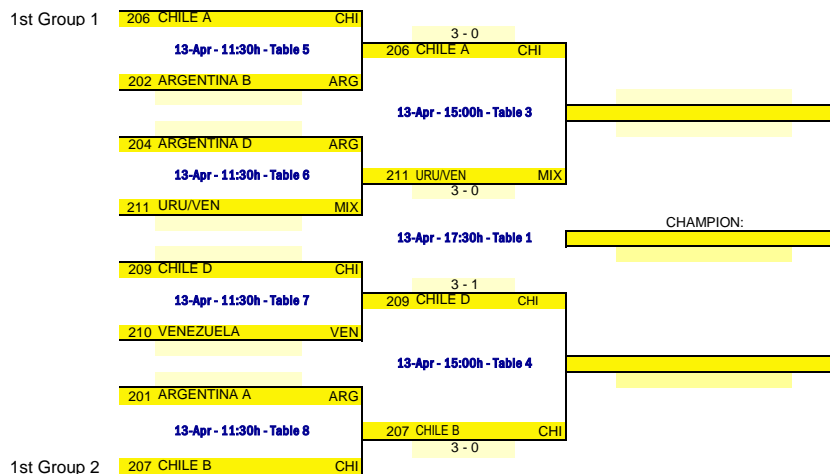 1st Group 1 206 CHILE A CHI
3 - 0
13-Apr - 11:30h - Table 5 206 CHILE A CHI
202 ARGENTINA B ARG
13-Apr - 15:00h - Table 3
204 ARGENTINA D ARG
13-Apr - 11:30h - Table 6 211 URU/VEN MIX
3 - 0
211 URU/VEN MIX
CHAMPION:
13-Apr - 17:30h - Table 1
209 CHILE D CHI
3 - 1
13-Apr - 11:30h - Table 7 209 CHILE D CHI
210 VENEZUELA VEN
13-Apr - 15:00h - Table 4
201 ARGENTINA A ARG
13-Apr - 11:30h - Table 8 207 CHILE B CHI
3 - 0
1st Group 2 207 CHILE B CHI